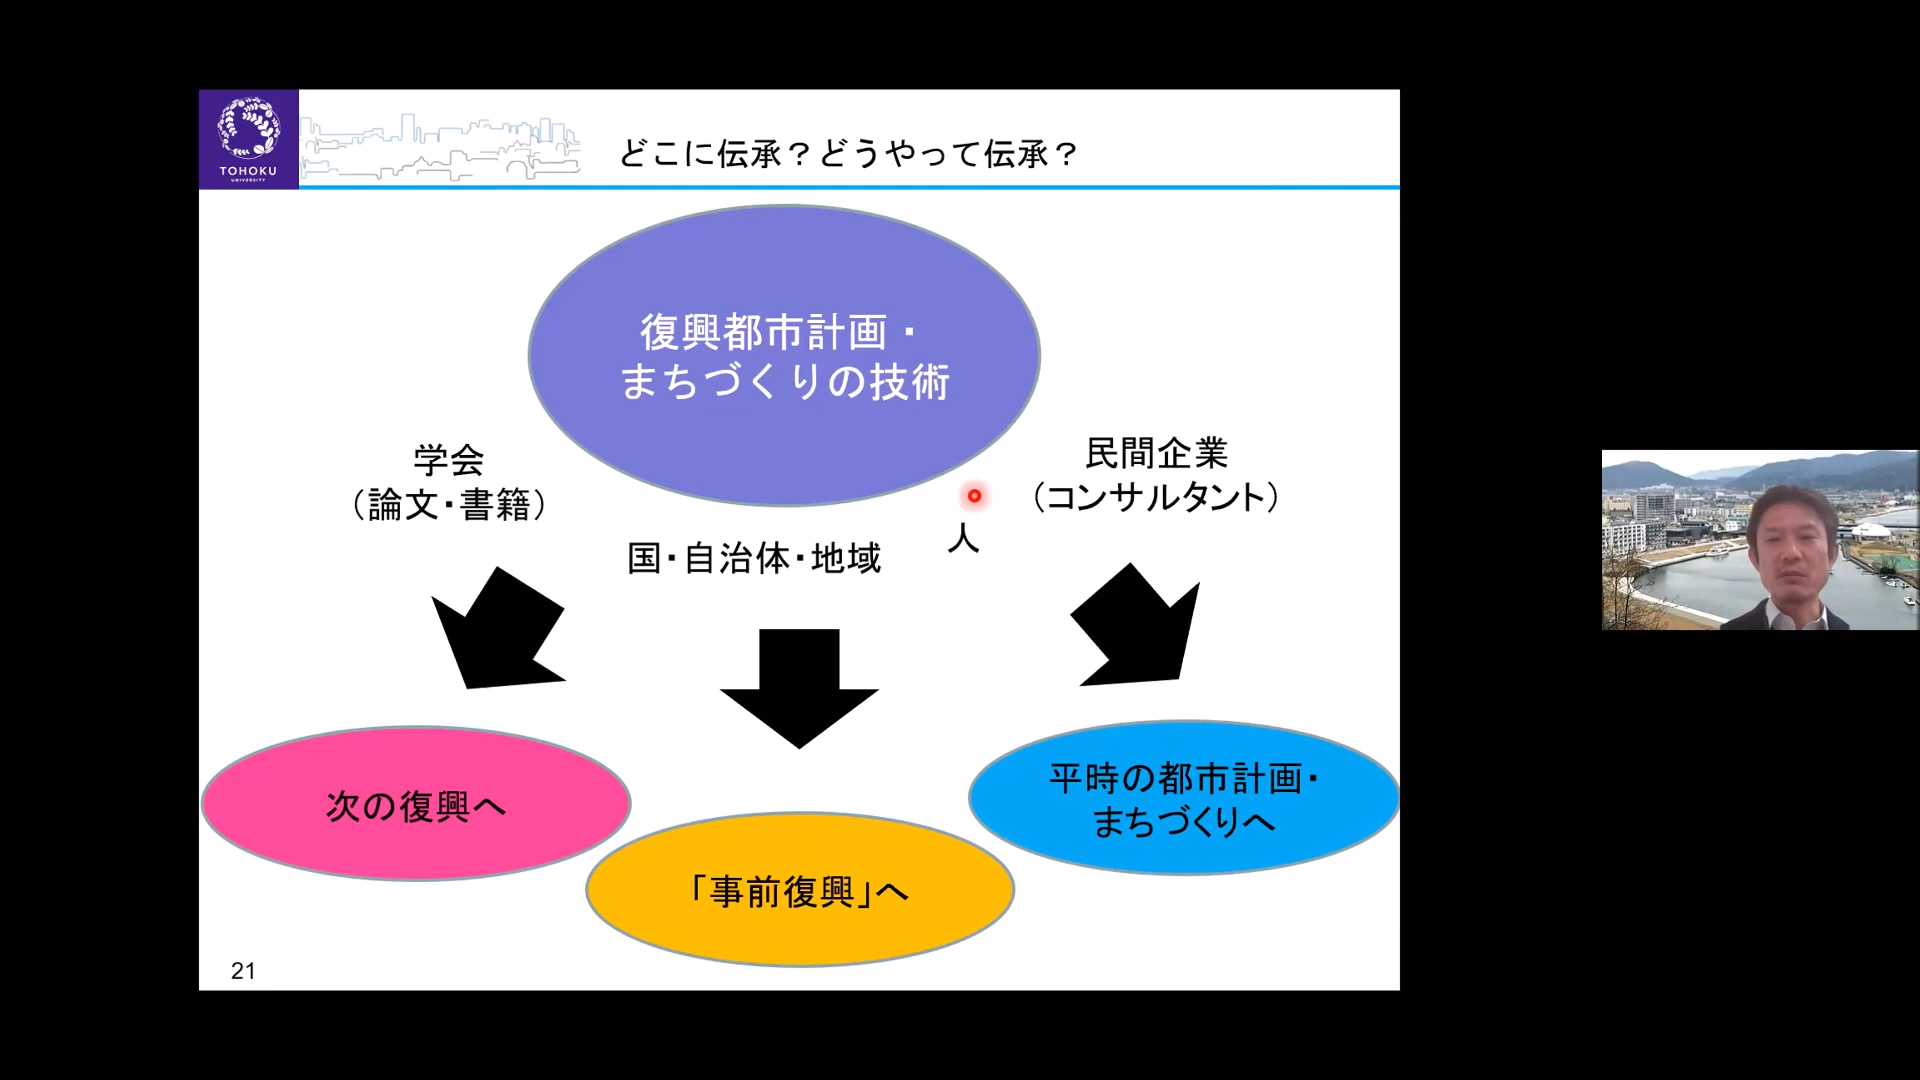 TOHOKU
UNIVERSITY
どこに伝承？どうやって伝承？
復興都市計画・
まちづくりの技術
学会
（論文・書籍）
民間企業
（コンサルタント）
人
国・自治体・地域
次の復興へ
「事前復興」へ
平時の都市計画・
まちづくりへ
21